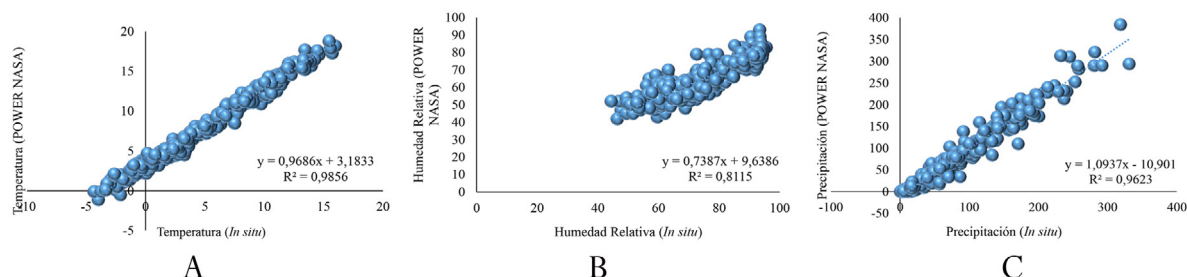 Temperatura (POWER NASA)
20
15
10
5
0
-5
-10
-5
0
5
10
15
20
y = 0,9686x + 3,1833
R² = 0,9856
Temperatura (In situ)
A
Humedad Relativa (POWER
NASA)
100
90
80
70
60
50
40
30
20
10
0
0
20
40
60
80
100
y = 0,7387x + 9,6386
R² = 0,8115
Humedad Relativa (In situ)
B
Precipitación (POWER NASA)
400
350
300
250
200
150
100
50
0
-50
-100
0
100
200
300
400
y = 1,0937x - 10,901
R² = 0,9623
Precipitación (In situ)
C